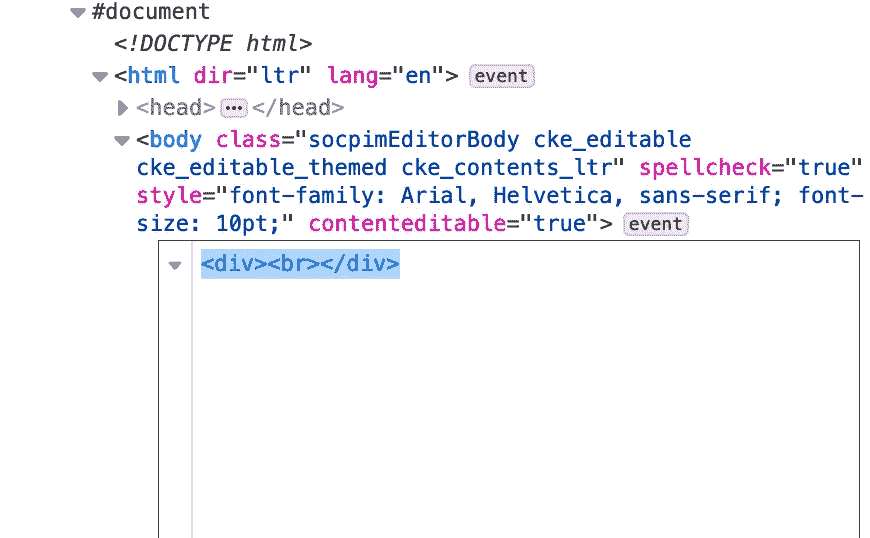 #document
<!DOCTYPE html>
<html dir="ltr" lang="en"> event
<head> ••• </head>
<body class="socpimEditorBody cke_editable
cke_editable_themed cke_contents_ltr" spellcheck="true"
style="font-family: Arial, Helvetica, sans-serif; font-
size: 10pt;" contenteditable="true"> event
<div><br></div>